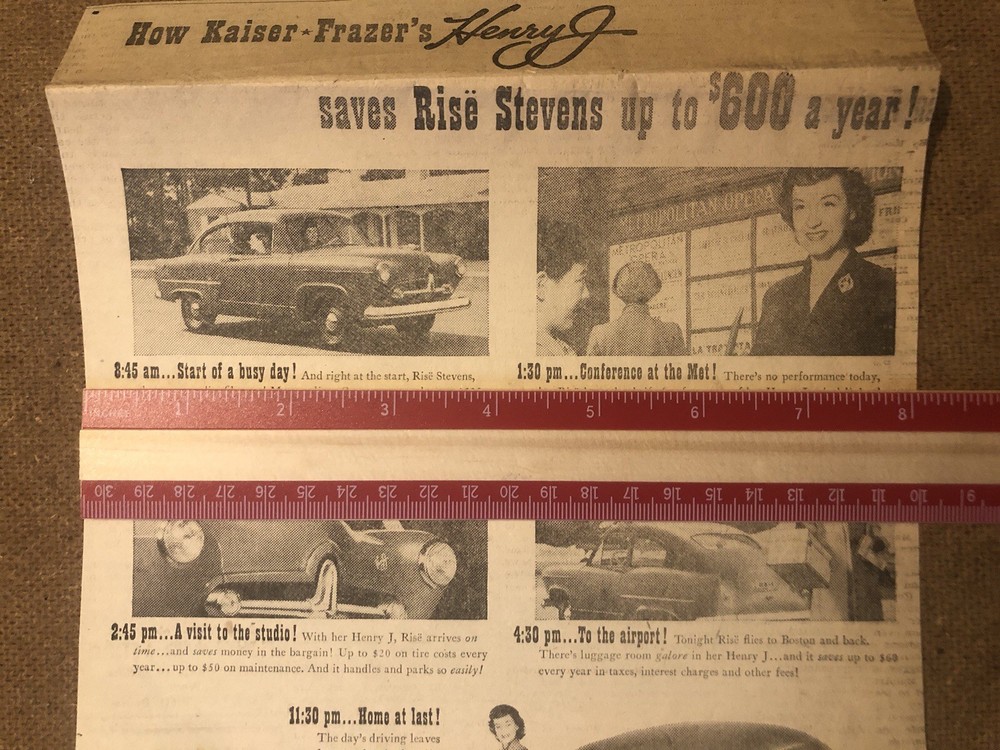 How Kaiser★Frazer's Henry J
saves Risë Stevens up to $600 a year!
METROPOLITAN OPERA
METROPOLITAN
OPERA
LA TRAVIATA
8:45 am...Start of a busy day! And right at the start, Risë Stevens,
1:30 pm...Conference at the Met! There's no performance today,
INCHES 1 2 3 4 5 6 7 8
30 29 28 27 26 25 24 23 22 21 20 19 18 17 16 15 14 13 12 11 10 9
2:45 pm...A visit to the studio! With her Henry J, Risë arrives on
time...and saves money in the bargain! Up to $20 on tire costs every
year...up to $50 on maintenance. And it handles and parks so easily!
4:30 pm...To the airport! Tonight Risë flies to Boston and back.
There's luggage room galore in her Henry J...and it saves up to $60
every year in taxes, interest charges and other fees!
11:30 pm...Home at last!
The day's driving leaves